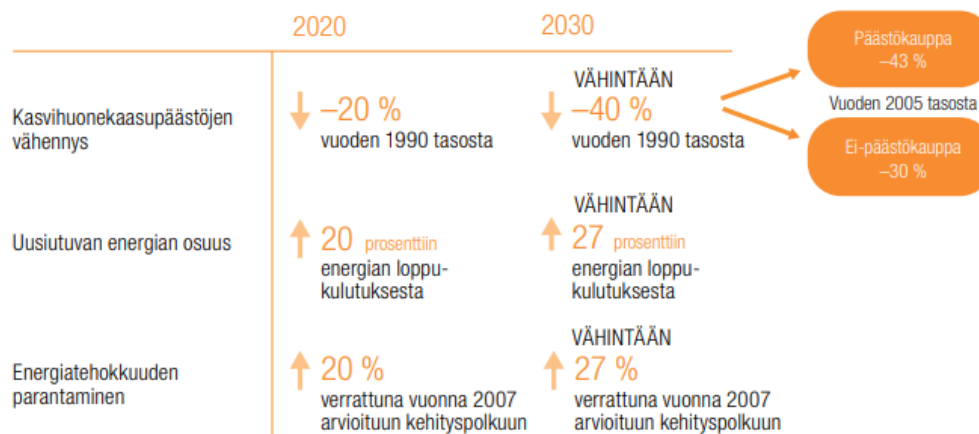 2020
2030
Kasvihuonekaasupäästöjen
vähennys
–20 %
vuoden 1990 tasosta
VÄHINTÄÄN
–40 %
vuoden 1990 tasosta
Päästökauppa
–43 %
Vuoden 2005 tasosta
Ei-päästökauppa
–30 %
Uusiutuvan energian osuus
20 prosenttiin
energian loppu-
kulutuksesta
VÄHINTÄÄN
27 prosenttiin
energian loppu-
kulutuksesta
Energiatehokkuuden
parantaminen
20 %
verrattuna vuonna 2007
arvioituun kehityspolkuun
VÄHINTÄÄN
27 %
verrattuna vuonna 2007
arvioituun kehityspolkuun